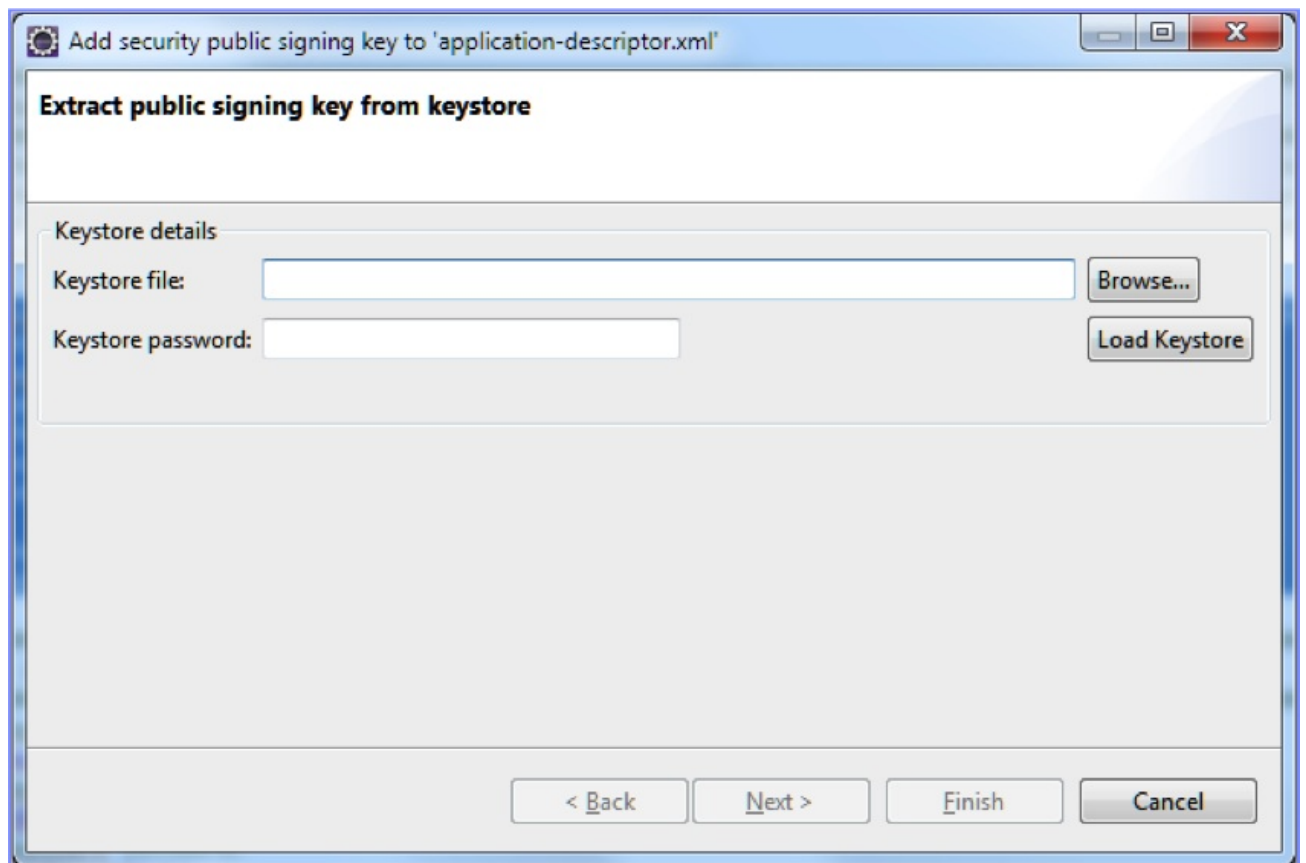 Add security public signing key to 'application-descriptor.xml'
Extract public signing key from keystore
Keystore details
Keystore file:
Browse...
Keystore password:
Load Keystore
< Back
Next >
Finish
Cancel